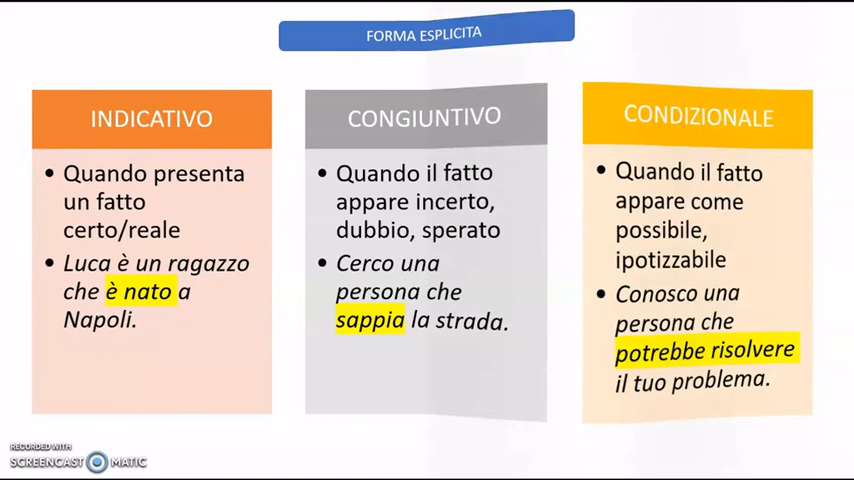 FORMA ESPLICITA
INDICATIVO
• Quando presenta
un fatto
certo/reale
• Luca è un ragazzo
che è nato a
Napoli.
CONGIUNTIVO
• Quando il fatto
appare incerto,
dubbio, sperato
• Cerco una
persona che
sappia la strada.
CONDIZIONALE
• Quando il fatto
appare come
possibile,
ipotizzabile
• Conosco una
persona che
potrebbe risolvere
il tuo problema.
RECORDED WITH
SCREENCAST MATIC